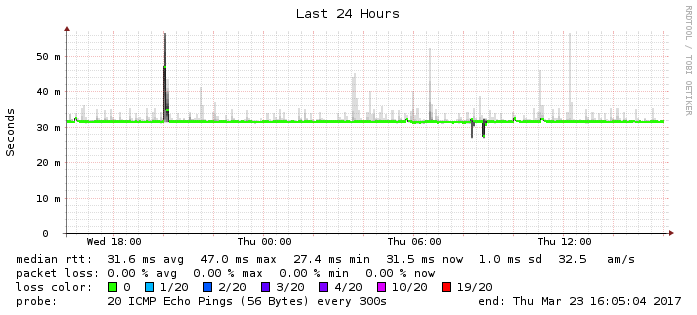 Last 24 Hours
RRDTOOL / TOBI OETIKER
Seconds
50 m
40 m
30 m
20 m
10 m
0
Wed 18:00 Thu 00:00 Thu 06:00 Thu 12:00
median rtt: 31.6 ms avg 47.0 ms max 27.4 ms min 31.5 ms now 1.0 ms sd 32.5 am/s
packet loss: 0.00 % avg 0.00 % max 0.00 % min 0.00 % now
loss color: 0 1/20 2/20 3/20 4/20 10/20 19/20
probe: 20 ICMP Echo Pings (56 Bytes) every 300s end: Thu Mar 23 16:05:04 2017